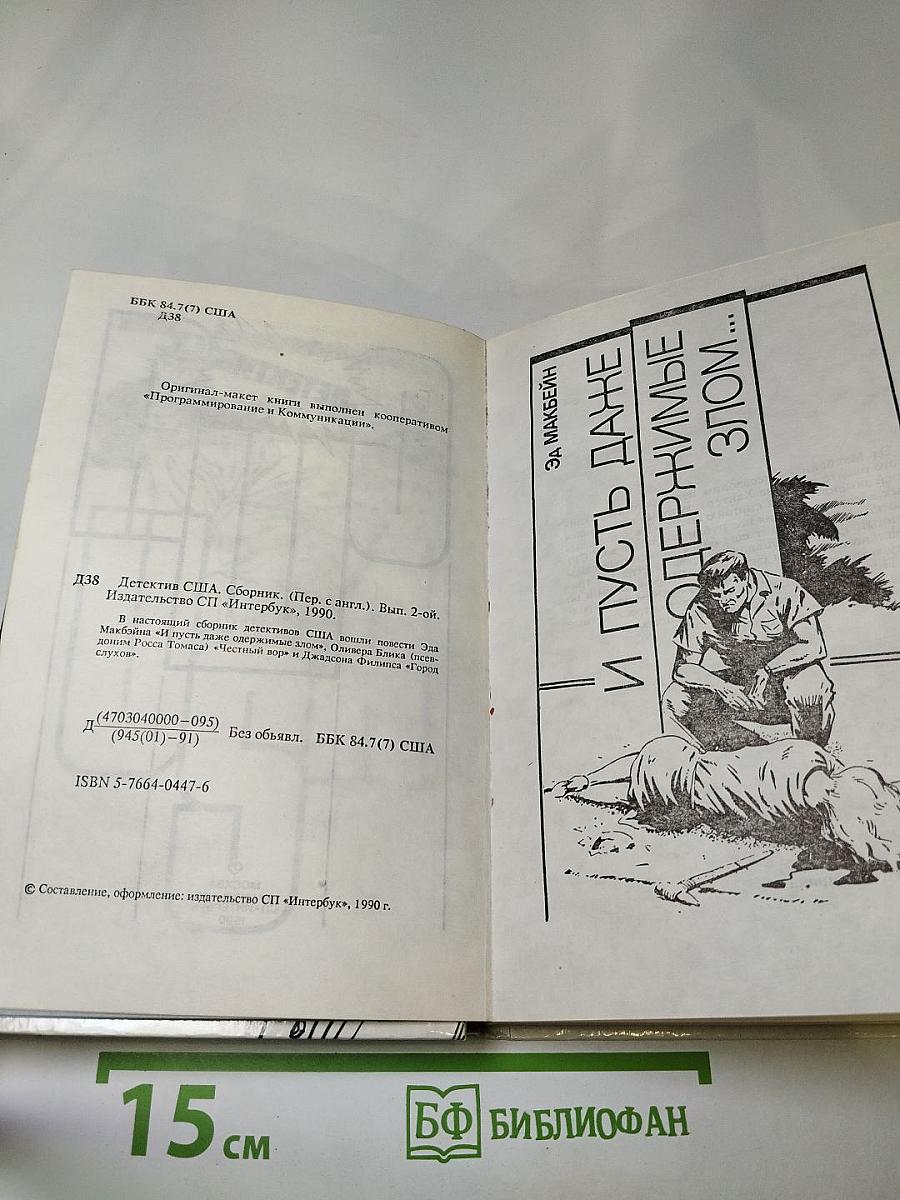 ББК 84.7(7) США
Д38
Оригинал-макет книги выполнен кооперативом
«Программирование и Коммуникации».
Д38 Детектив США. Сборник. (Пер. с англ.). Вып. 2-ой.
Издательство СП «Интербук», 1990.
В настоящий сборник детективов США вошли повести Эда
Макбэйна «И пусть даже одержимые злом», Оливера Блика (псев-
доним Росса Томаса) «Честный вор» и Джадсона Филипса «Город
слухов».
Д (4703040000—095)
(945(01)—91) Без обьявл. ББК 84.7(7) США
ISBN 5-7664-0447-6
© Составление, оформление: издательство СП «Интербук», 1990 г.
Эд МАКБЕЙН
И ПУСТЬ ДАЖЕ
ОДЕРЖИМЫЕ
ЗЛОМ...
15 см
БФ БИБЛИОФАН